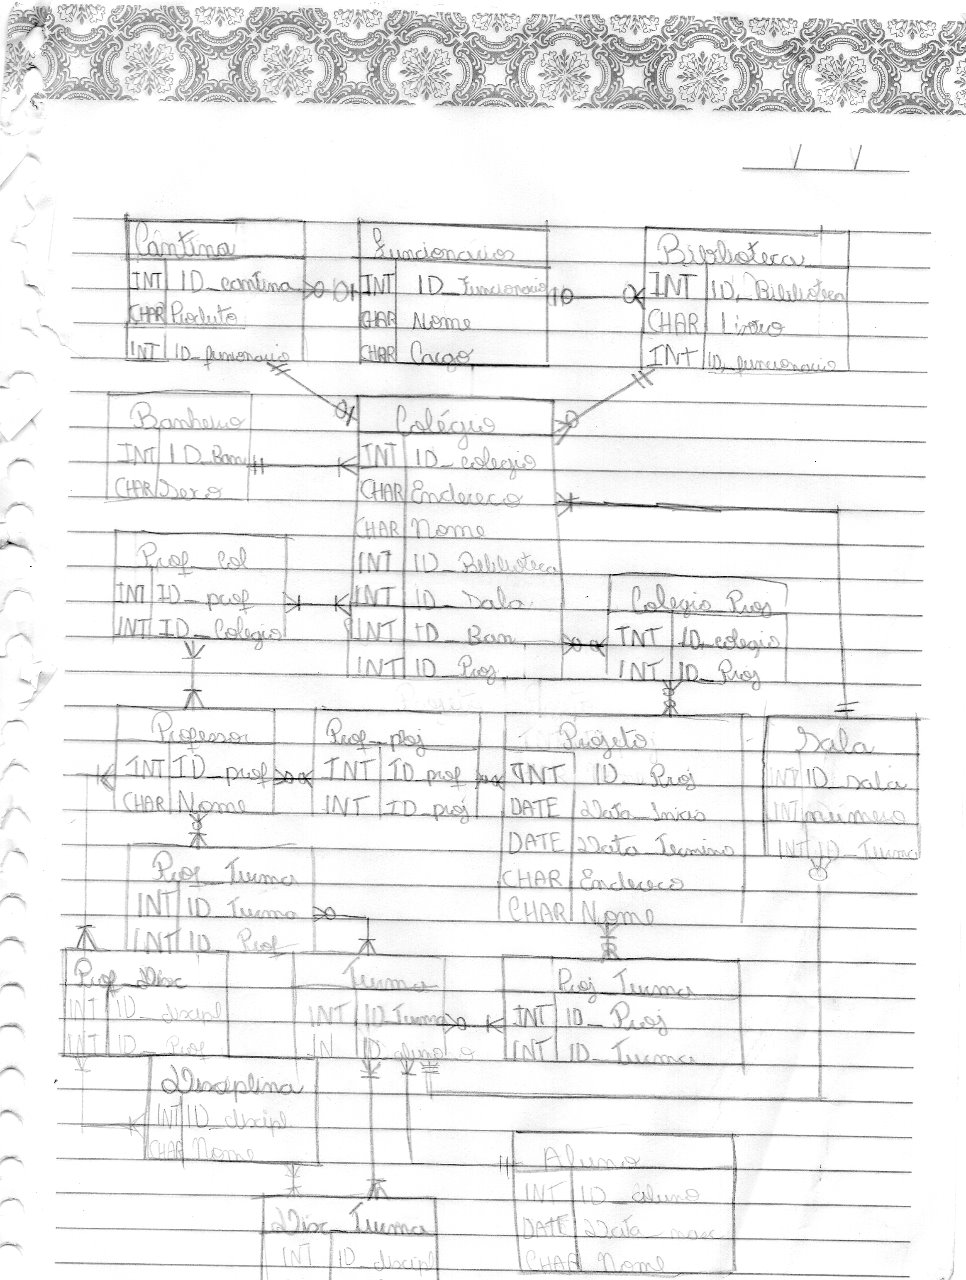 Cantina
INT ID_cantina
CHAR Produto
INT ID_funcionario
Funcionarios
INT ID_funcionario
CHAR Nome
CHAR Cargo
Biblioteca
INT ID_Biblioteca
CHAR Livro
INT ID_funcionario
Banheiro
INT ID_Ban
CHAR Sexo
Colégio
INT ID_colegio
CHAR Endereco
CHAR Nome
INT ID_Biblioteca
INT ID_Sala
INT ID_Ban
INT ID_Proj
Prof_Col
INT ID_prof
INT ID_Colegio
Colegio_Proj
INT ID_colegio
INT ID_Proj
Professor
INT ID_prof
CHAR Nome
Prof_proj
INT ID_prof
INT ID_proj
Projeto
INT ID_Proj
DATE Data_Inicio
DATE Data_Termino
CHAR Endereco
CHAR Nome
Sala
INT ID_Sala
INT numero
INT ID_Turma
Prof_Turma
INT ID_Turma
INT ID_Prof
Prof_Disc
INT ID_discipl
INT ID_Prof
Turma
INT ID_Turma
IN ID_aluno
Proj_Turma
INT ID_Proj
INT ID_Turma
Disciplina
INT ID_discipl
CHAR Nome
Aluno
INT ID_aluno
DATE Data_nasc
CHAR Nome
Disc_Turma
INT ID_discipl